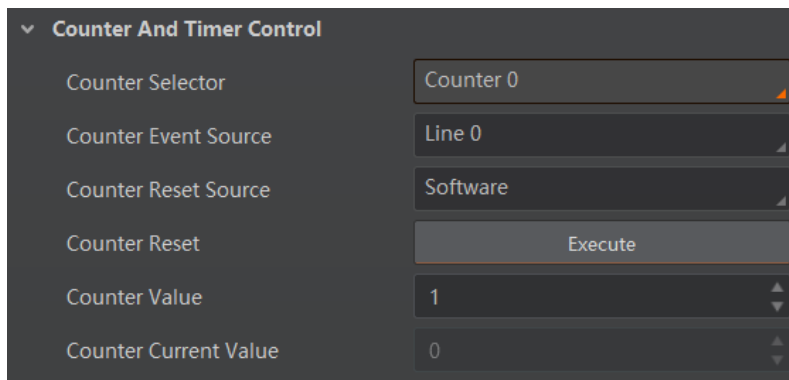 Counter And Timer Control
Counter Selector Counter 0
Counter Event Source Line 0
Counter Reset Source Software
Counter Reset Execute
Counter Value 1
Counter Current Value 0